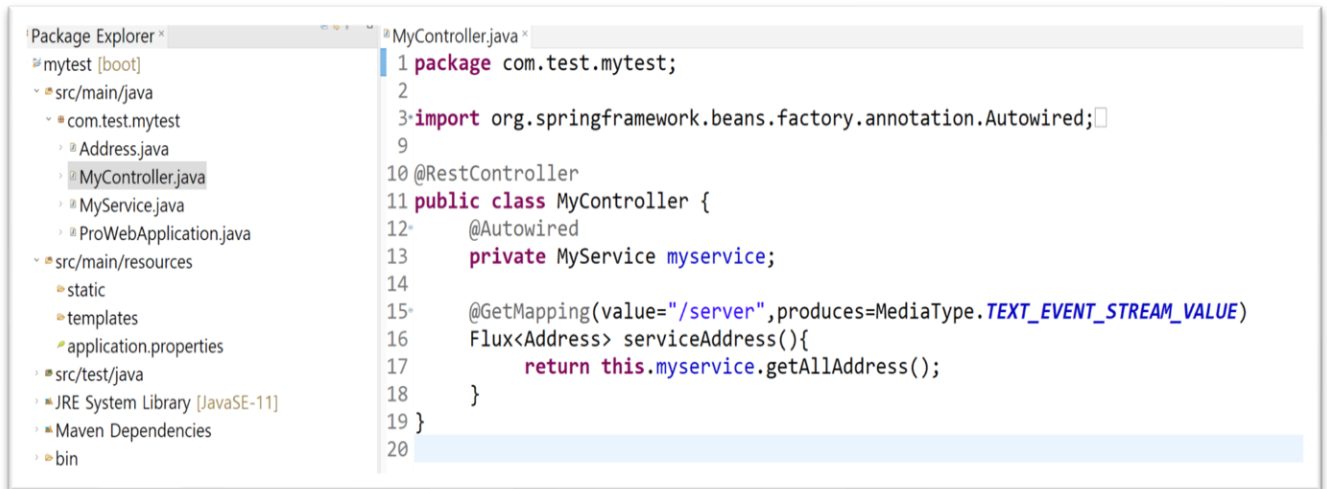 Package Explorer
mytest [boot]
src/main/java
com.test.mytest
Address.java
MyController.java
MyService.java
ProWebApplication.java
src/main/resources
static
templates
application.properties
src/test/java
JRE System Library [JavaSE-11]
Maven Dependencies
bin
MyController.java
1 package com.test.mytest;
2
3 import org.springframework.beans.factory.annotation.Autowired;
9
10 @RestController
11 public class MyController {
12 @Autowired
13 private MyService myservice;
14
15 @GetMapping(value="/server",produces=MediaType.TEXT_EVENT_STREAM_VALUE)
16 Flux<Address> serviceAddress(){
17 return this.myservice.getAllAddress();
18 }
19 }
20